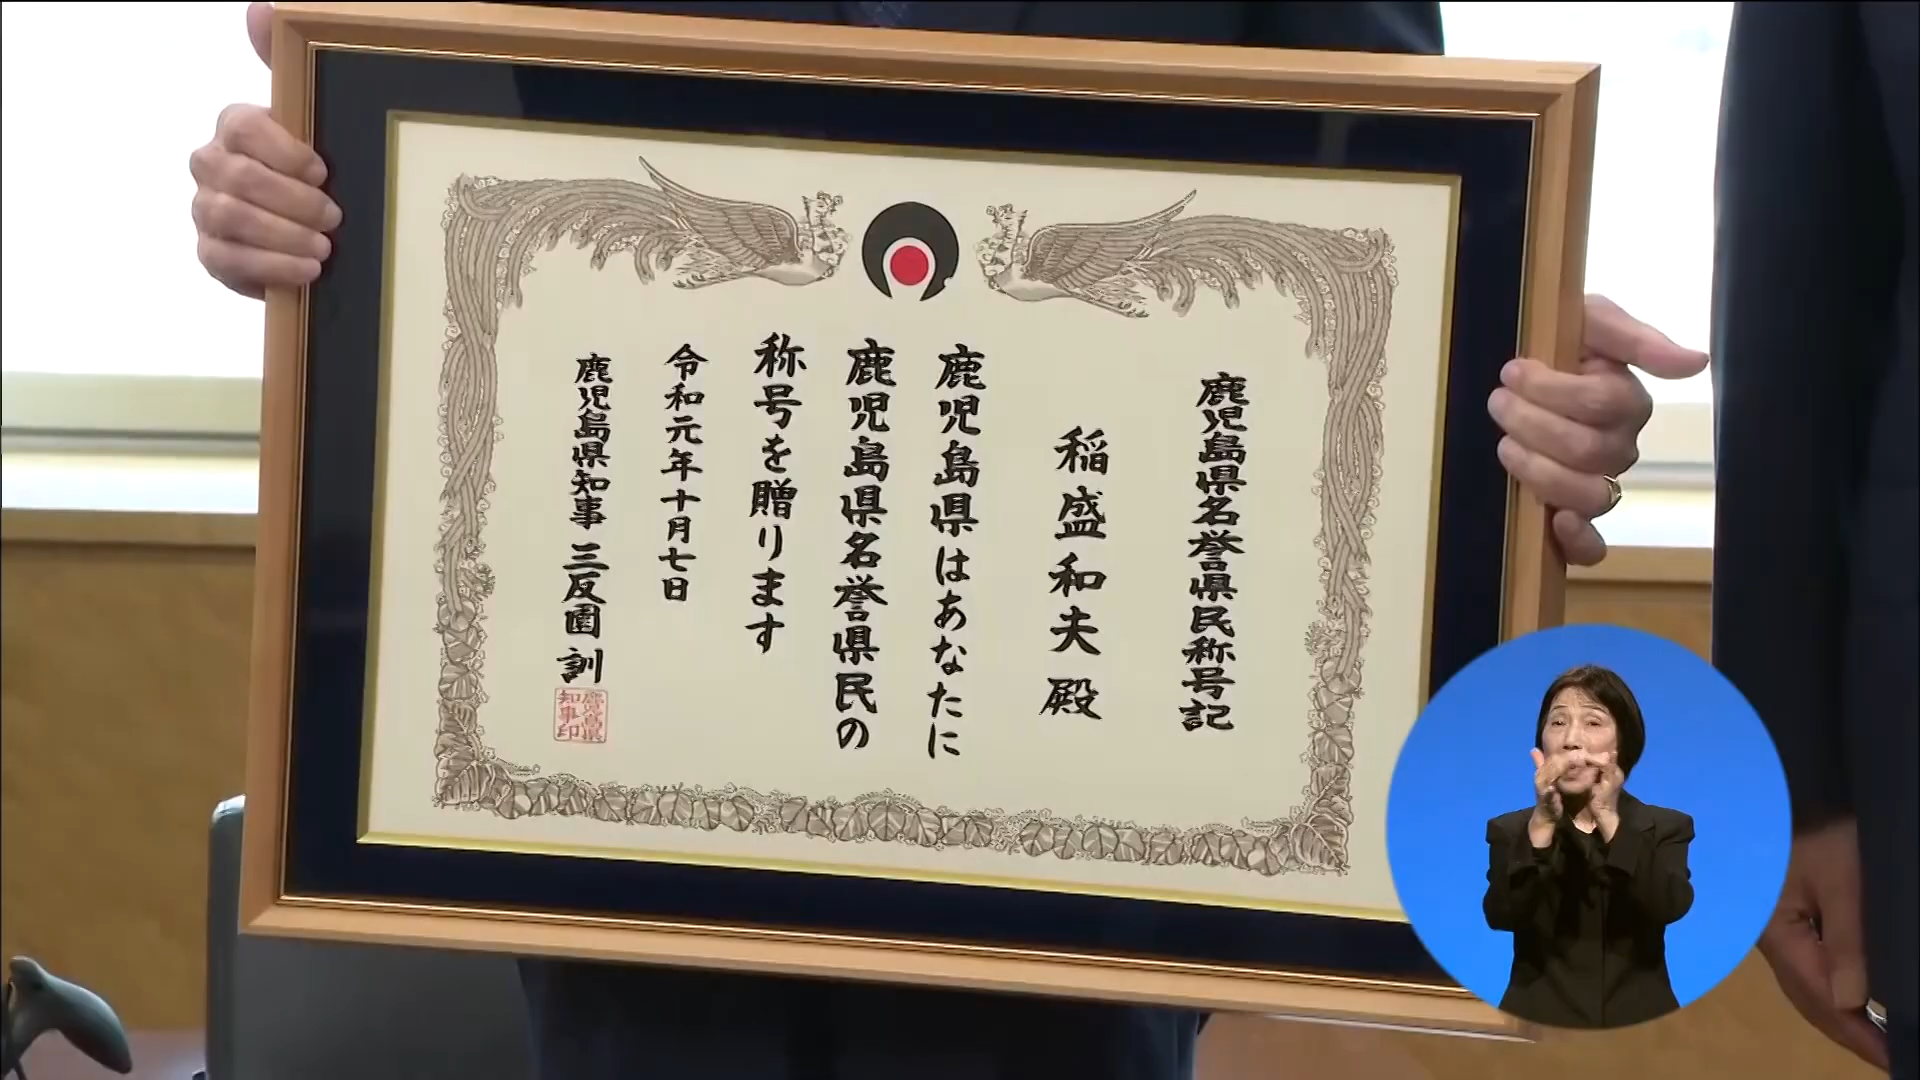 鹿児島県名誉県民称号記
稲盛和夫殿
鹿児島県はあなたに
鹿児島県名誉県民の
称号を贈ります
令和元年十月七日
鹿児島県知事 三反園 訓
鹿児島県
知事印